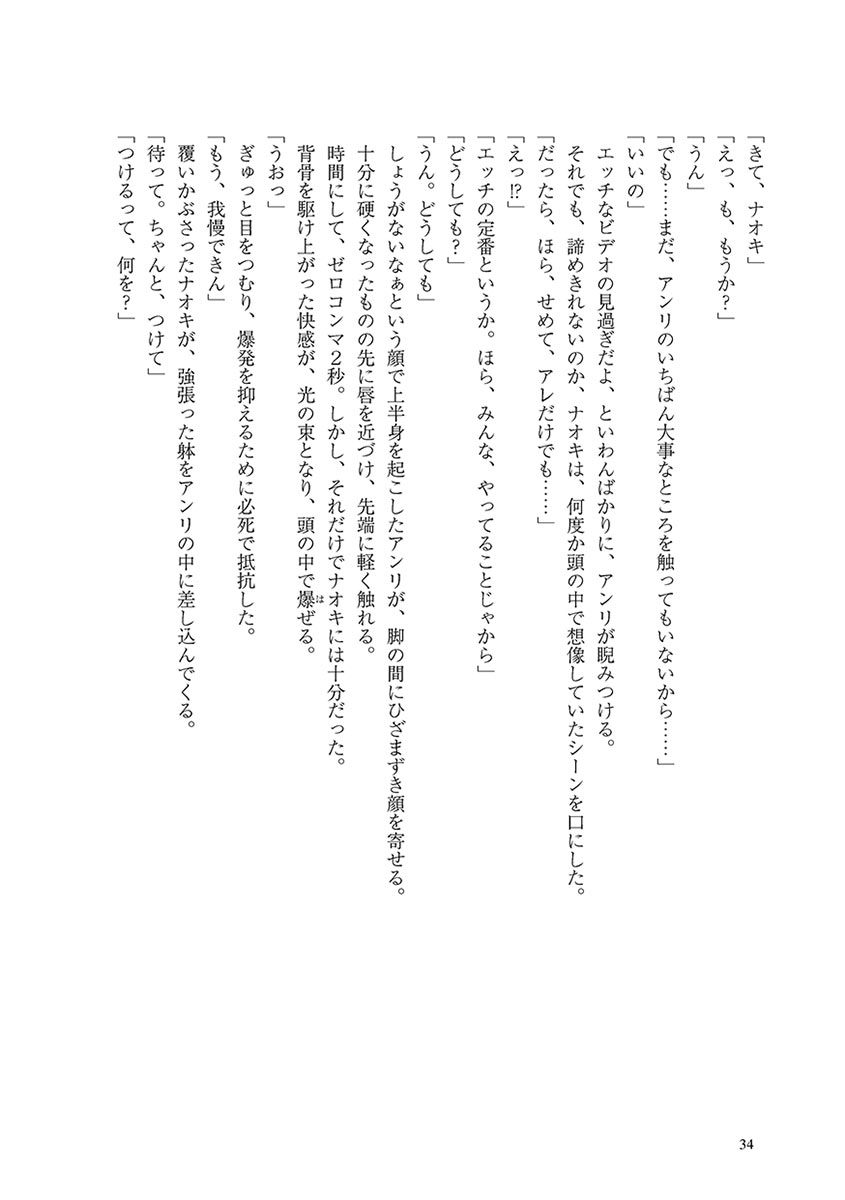 「きて、ナオキ」
「えっ、も、もうか？」
「うん」
「でも……まだ、アンリのいちばん大事なところを触ってもいないから……」
「いいの」
エッチなビデオの見過ぎだよ、といわんばかりに、アンリが睨みつける。
それでも、諦めきれないのか、ナオキは、何度か頭の中で想像していたシーンを口にした。
「だったら、ほら、せめて、アレだけでも……」
「えっ!?」
「エッチの定番というか。ほら、みんな、やってることじゃから」
「どうしても？」
「うん。どうしても」
しょうがないなぁという顔で上半身を起こしたアンリが、脚の間にひざまずき顔を寄せる。
十分に硬くなったものの先に唇を近づけ、先端に軽く触れる。
時間にして、ゼロコンマ２秒。しかし、それだけでナオキには十分だった。
背骨を駆け上がった快感が、光の束となり、頭の中で爆ぜる。
は
「うおっ」
ぎゅっと目をつむり、爆発を抑えるために必死で抵抗した。
「もう、我慢できん」
覆いかぶさったナオキが、強張った躰をアンリの中に差し込んでくる。
「待って。ちゃんと、つけて」
「つけるって、何を？」
34